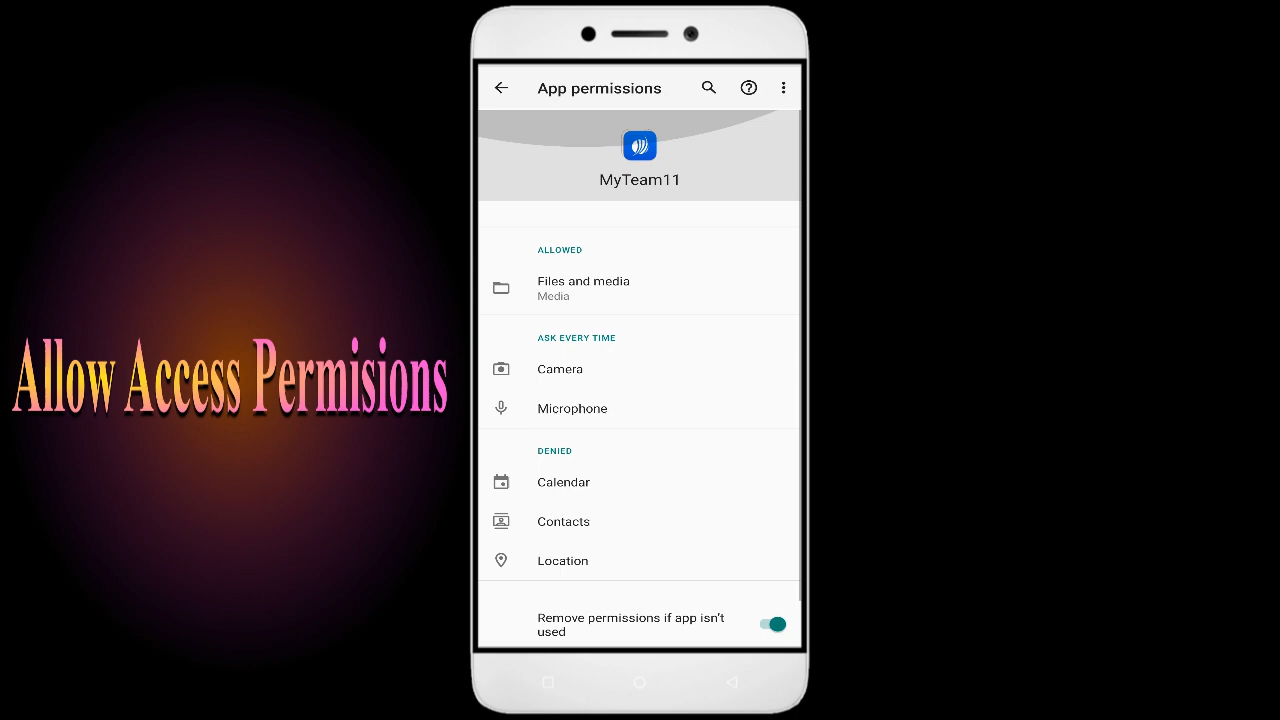 Allow Access Permisions
App permissions
MyTeam11
ALLOWED
Files and media
Media
ASK EVERY TIME
Camera
Microphone
DENIED
Calendar
Contacts
Location
Remove permissions if app isn't
used